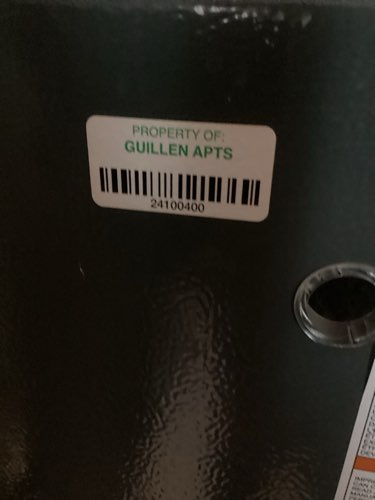 PROPERTY OF:
GUILLEN APTS
24100400